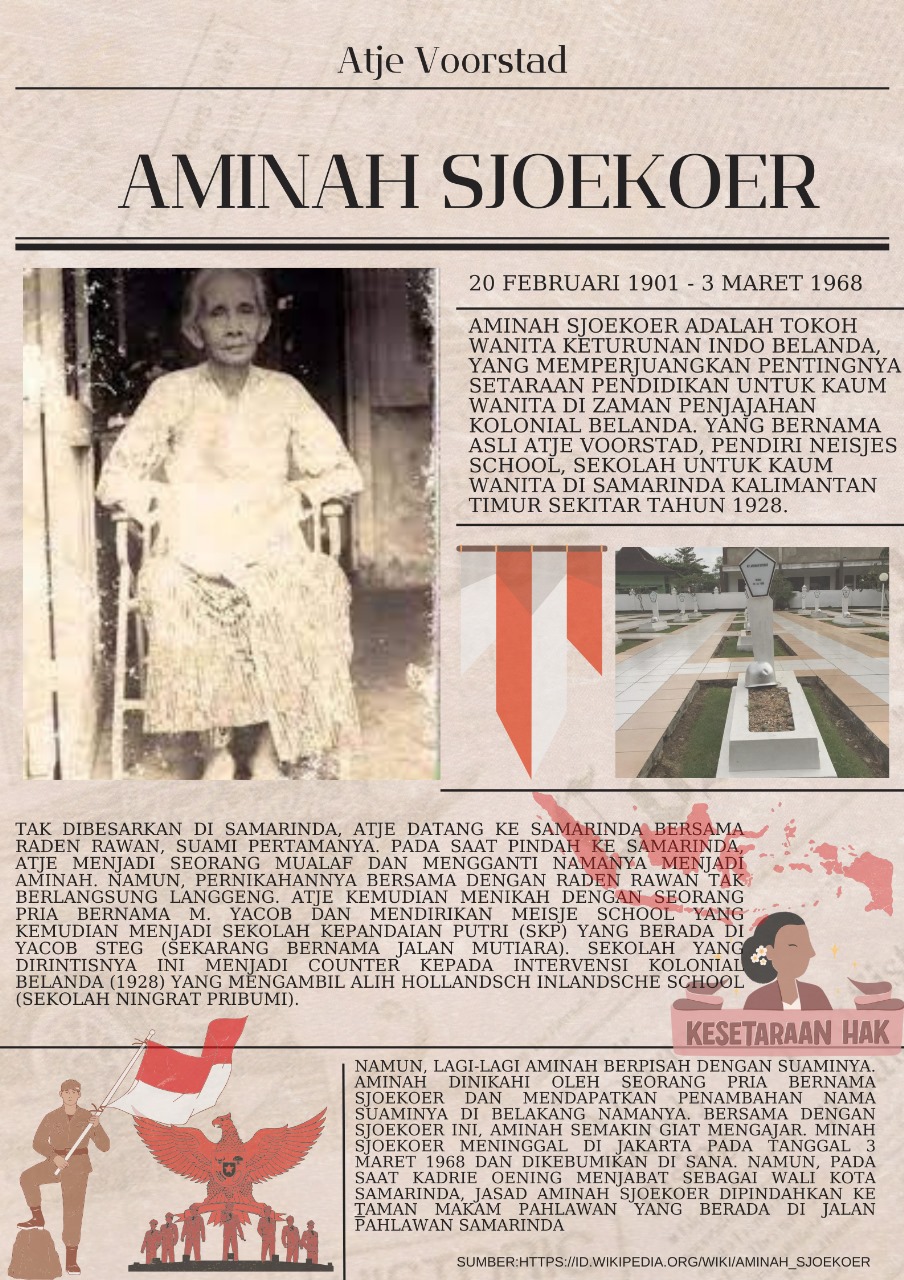 Atje Voorstad
AMINAH SJOEKOER
20 FEBRUARI 1901 - 3 MARET 1968
AMINAH SJOEKOER ADALAH TOKOH
WANITA KETURUNAN INDO BELANDA,
YANG MEMPERJUANGKAN PENTINGNYA
SETARAAN PENDIDIKAN UNTUK KAUM
WANITA DI ZAMAN PENJAJAHAN
KOLONIAL BELANDA. YANG BERNAMA
ASLI ATJE VOORSTAD, PENDIRI NEISJES
SCHOOL, SEKOLAH UNTUK KAUM
WANITA DI SAMARINDA KALIMANTAN
TIMUR SEKITAR TAHUN 1928.
TAK DIBESARKAN DI SAMARINDA, ATJE DATANG KE SAMARINDA BERSAMA
RADEN RAWAN, SUAMI PERTAMANYA. PADA SAAT PINDAH KE SAMARINDA,
ATJE MENJADI SEORANG MUALAF DAN MENGGANTI NAMANYA MENJADI
AMINAH. NAMUN, PERNIKAHANNYA BERSAMA DENGAN RADEN RAWAN TAK
BERLANGSUNG LANGGENG. ATJE KEMUDIAN MENIKAH DENGAN SEORANG
PRIA BERNAMA M. YACOB DAN MENDIRIKAN MEISJE SCHOOL YANG
KEMUDIAN MENJADI SEKOLAH KEPANDAIAN PUTRI (SKP) YANG BERADA DI
YACOB STEG (SEKARANG BERNAMA JALAN MUTIARA). SEKOLAH YANG
DIRINTISNYA INI MENJADI COUNTER KEPADA INTERVENSI KOLONIAL
BELANDA (1928) YANG MENGAMBIL ALIH HOLLANDSCH INLANDSCHE SCHOOL
(SEKOLAH NINGRAT PRIBUMI).
KESETARAAN HAK
NAMUN, LAGI-LAGI AMINAH BERPISAH DENGAN SUAMINYA.
AMINAH DINIKAHI OLEH SEORANG PRIA BERNAMA
SJOEKOER DAN MENDAPATKAN PENAMBAHAN NAMA
SUAMINYA DI BELAKANG NAMANYA. BERSAMA DENGAN
SJOEKOER INI, AMINAH SEMAKIN GIAT MENGAJAR. MINAH
SJOEKOER MENINGGAL DI JAKARTA PADA TANGGAL 3
MARET 1968 DAN DIKEBUMIKAN DI SANA. NAMUN, PADA
SAAT KADRIE OENING MENJABAT SEBAGAI WALI KOTA
SAMARINDA, JASAD AMINAH SJOEKOER DIPINDAHKAN KE
TAMAN MAKAM PAHLAWAN YANG BERADA DI JALAN
PAHLAWAN SAMARINDA
SUMBER:HTTPS://ID.WIKIPEDIA.ORG/WIKI/AMINAH_SJOEKOER